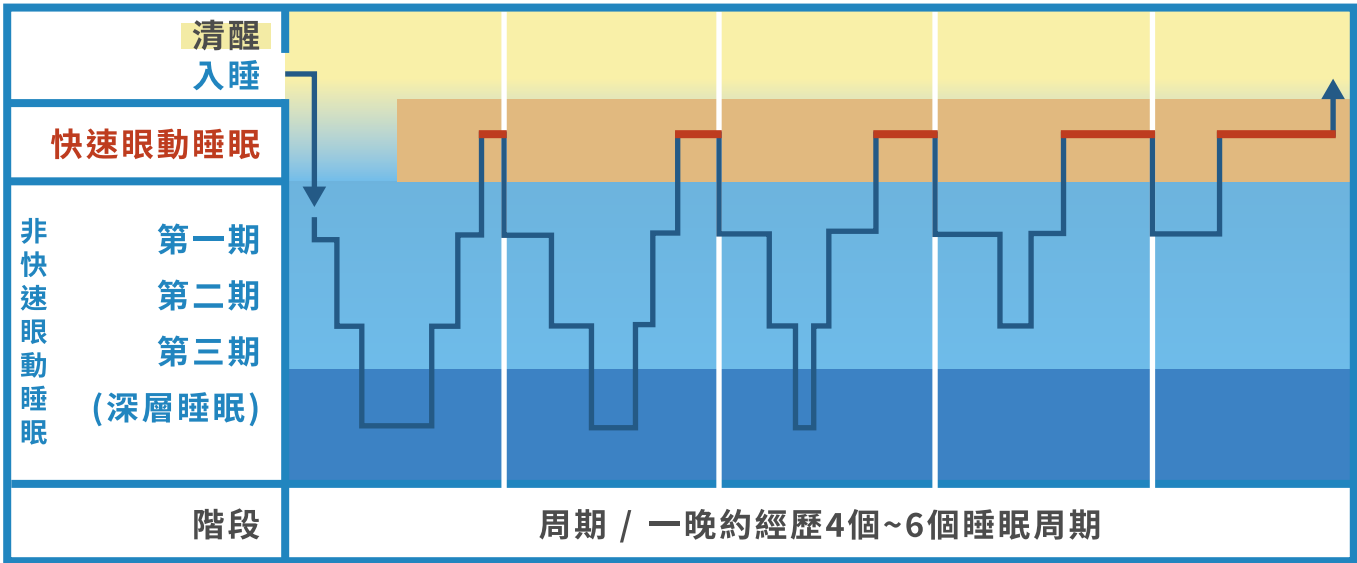 清醒
入睡
快速眼動睡眠
非快速眼動睡眠
第一期
第二期
第三期
(深層睡眠)
階段
周期 / 一晚約經歷4個~6個睡眠周期